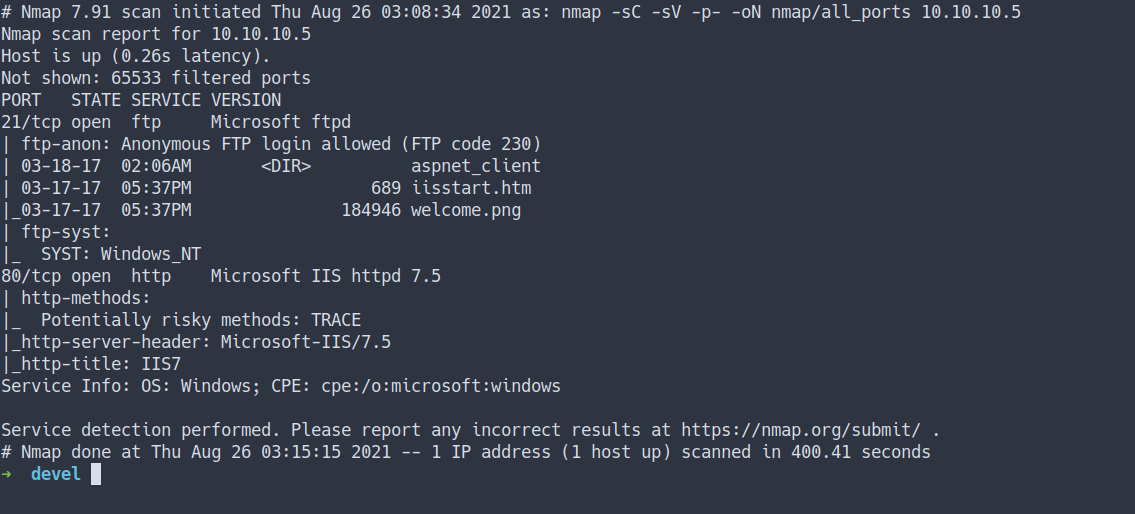 # Nmap 7.91 scan initiated Thu Aug 26 03:08:34 2021 as: nmap -sC -sV -p- -oN nmap/all_ports 10.10.10.5
Nmap scan report for 10.10.10.5
Host is up (0.26s latency).
Not shown: 65533 filtered ports
PORT   STATE SERVICE VERSION
21/tcp open  ftp     Microsoft ftpd
| ftp-anon: Anonymous FTP login allowed (FTP code 230)
| 03-18-17  02:06AM       <DIR>          aspnet_client
| 03-17-17  05:37PM                  689 iisstart.htm
|_03-17-17  05:37PM               184946 welcome.png
| ftp-syst:
|_  SYST: Windows_NT
80/tcp open  http    Microsoft IIS httpd 7.5
| http-methods:
|_  Potentially risky methods: TRACE
|_http-server-header: Microsoft-IIS/7.5
|_http-title: IIS7
Service Info: OS: Windows; CPE: cpe:/o:microsoft:windows

Service detection performed. Please report any incorrect results at https://nmap.org/submit/ .
# Nmap done at Thu Aug 26 03:15:15 2021 -- 1 IP address (1 host up) scanned in 400.41 seconds
➜  devel